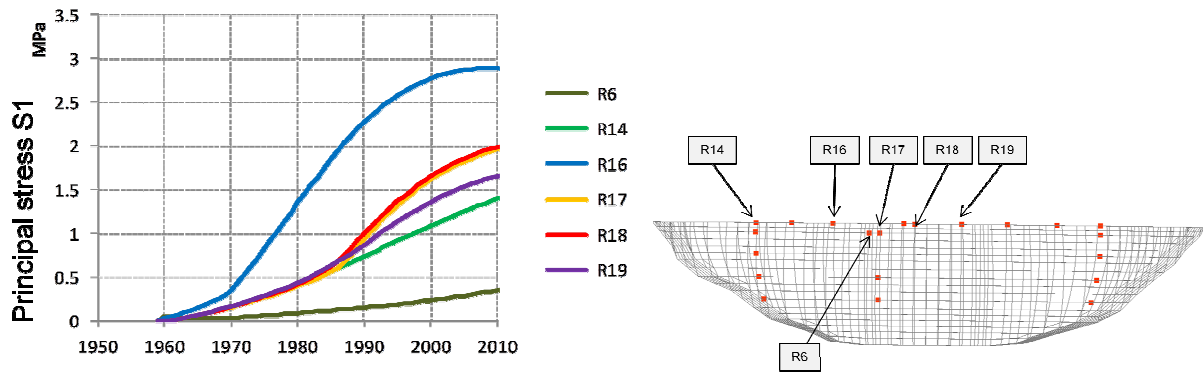 Principal stress S1
MPa
3.5
3
2.5
2
1.5
1
0.5
0
1950 1960 1970 1980 1990 2000 2010
R6
R14
R16
R17
R18
R19
R14 R16 R17 R18 R19
R6